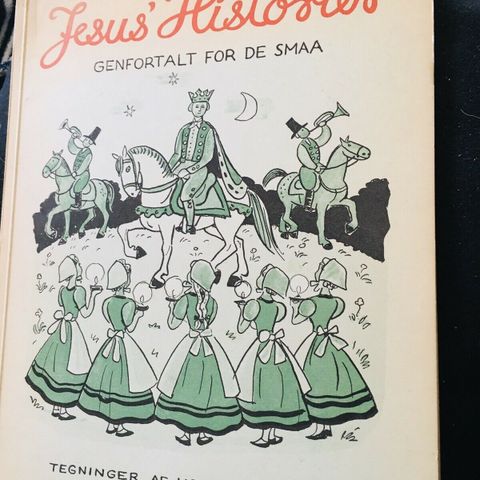 Jesus' Historier
GENFORTALT FOR DE SMAA
TEGNINGER AF